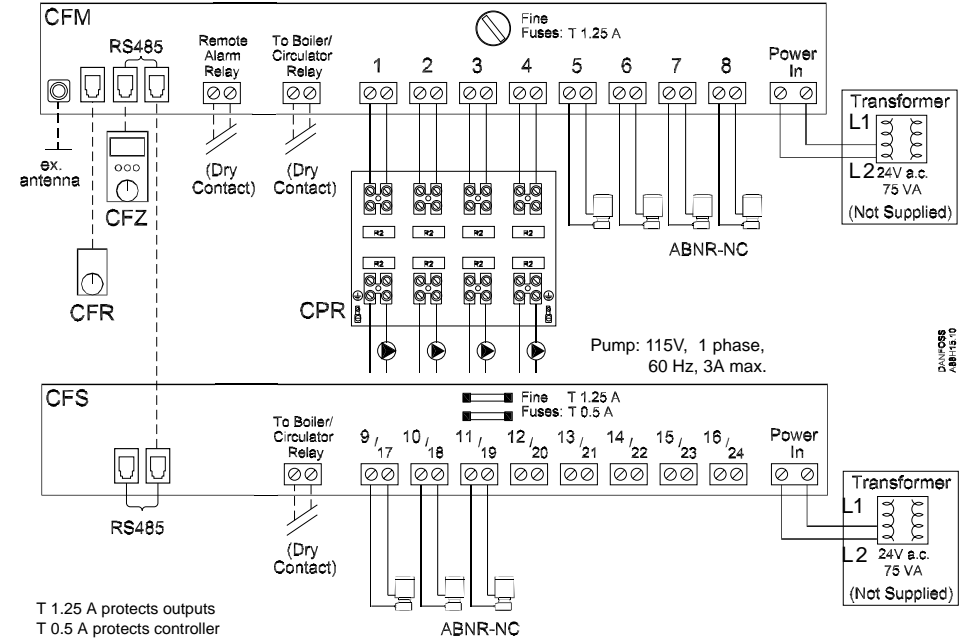 CFM
RS485
Remote
Alarm
Relay
To Boiler/
Circulator
Relay
Fine
Fuses: T 1.25 A
1 2 3 4 5 6 7 8
Power
In
Transformer
L1
L2
24V a.c.
75 VA
(Not Supplied)
ex.
antenna
CFZ
CFR
(Dry
Contact)
(Dry
Contact)
R2 R2 R2 R2
R2 R2 R2 R2
CPR
ABNR-NC
Pump: 115V, 1 phase,
60 Hz, 3A max.
DANFOSS
A88H15.10
CFS
RS485
To Boiler/
Circulator
Relay
Fine T 1.25 A
Fuses: T 0.5 A
9/17 10/18 11/19 12/20 13/21 14/22 15/23 16/24
Power
In
Transformer
L1
L2
24V a.c.
75 VA
(Not Supplied)
(Dry
Contact)
ABNR-NC
T 1.25 A protects outputs
T 0.5 A protects controller